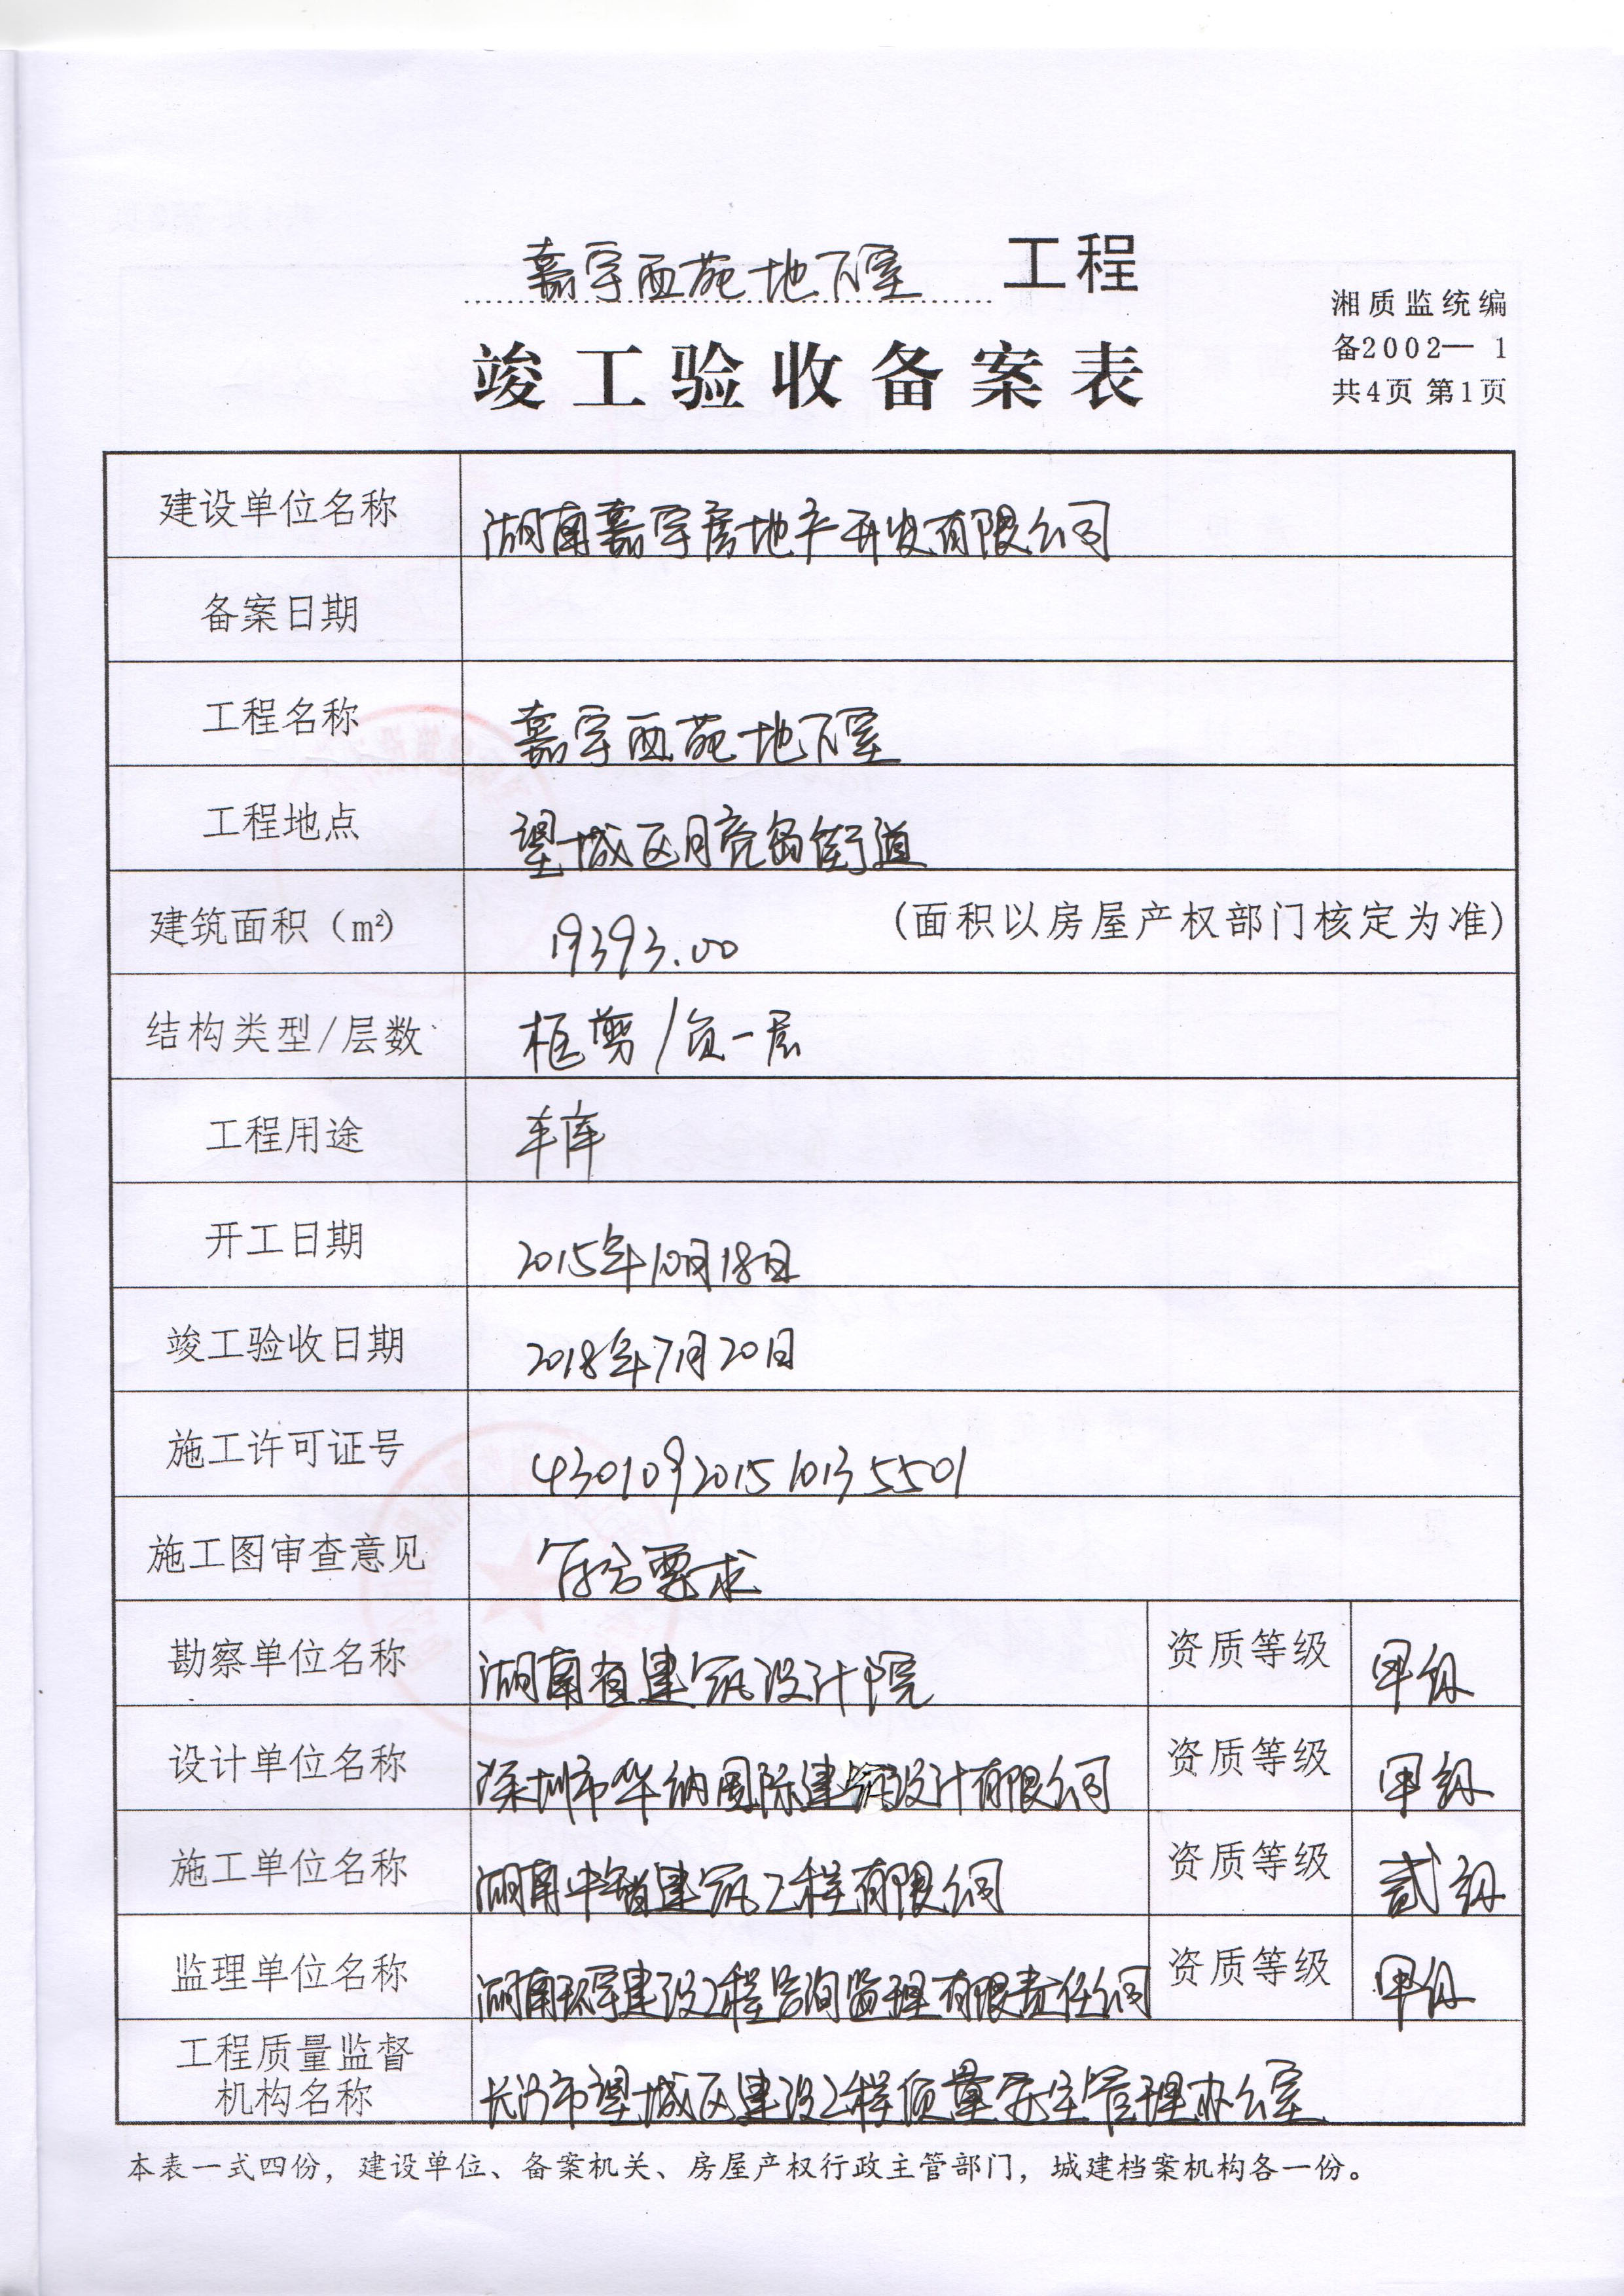 嘉宇西苑地下室 工程
湘质监统编
备2002—1
共4页 第1页
竣工验收备案表
建设单位名称 湖南嘉宇房地产开发有限公司
备案日期
工程名称 嘉宇西苑地下室
工程地点 望城区月亮岛街道
建筑面积（m²） 19393.00 (面积以房屋产权部门核定为准)
结构类型/层数 框剪/负一层
工程用途 车库
开工日期 2015年10月18日
竣工验收日期 2018年7月20日
施工许可证号 430109201510135501
施工图审查意见 符合要求
勘察单位名称 湖南省建筑设计院 资质等级 甲级
设计单位名称 深圳市华纳国际建筑设计有限公司 资质等级 甲级
施工单位名称 湖南中智建筑工程有限公司 资质等级 贰级
监理单位名称 湖南环宇建设工程咨询监理有限责任公司 资质等级 甲级
工程质量监督
机构名称 长沙市望城区建设工程质量安全管理办公室
本表一式四份，建设单位、备案机关、房屋产权行政主管部门，城建档案机构各一份。